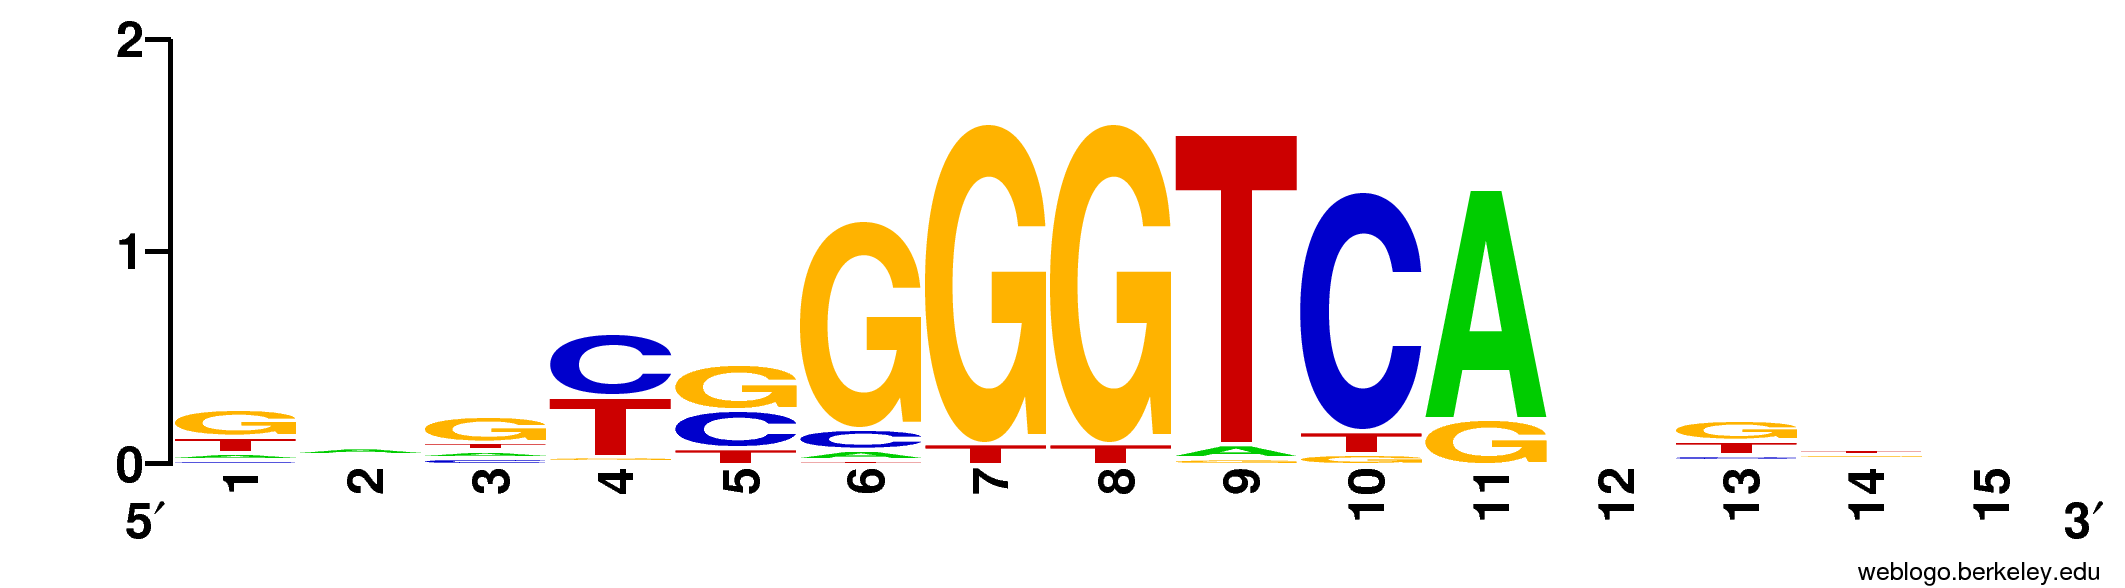 2
1
0
G G C G G G G T C A G
T T T C C T T A T G T
1 2 3 4 5 6 7 8 9 10 11 12 13 14 15
5′ 3′
weblogo.berkeley.edu